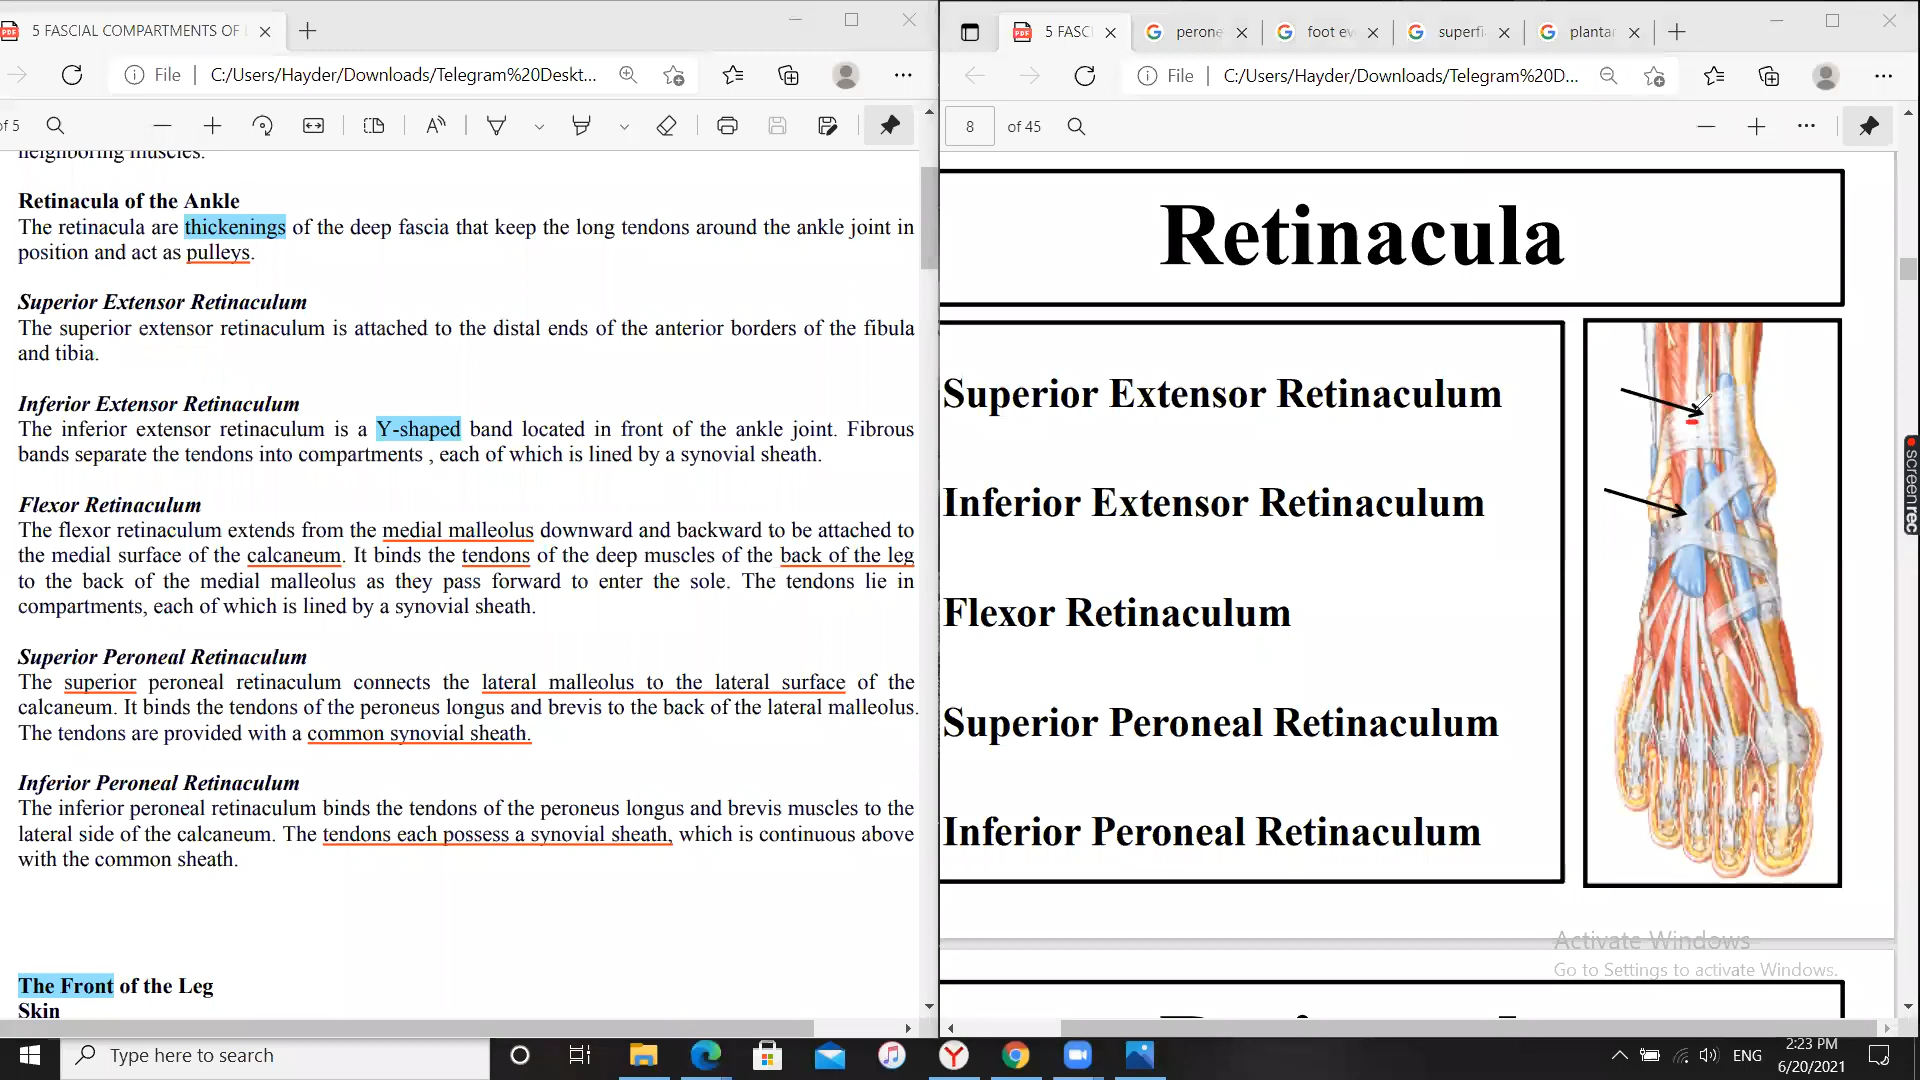 5 FASCIAL COMPARTMENTS OF
File
C:/Users/Hayder/Downloads/Telegram%20Deskt...
of 5
neighboring muscles.
Retinacula of the Ankle
The retinacula are thickenings of the deep fascia that keep the long tendons around the ankle joint in
position and act as pulleys.
Superior Extensor Retinaculum
The superior extensor retinaculum is attached to the distal ends of the anterior borders of the fibula
and tibia.
Inferior Extensor Retinaculum
The inferior extensor retinaculum is a Y-shaped band located in front of the ankle joint. Fibrous
bands separate the tendons into compartments , each of which is lined by a synovial sheath.
Flexor Retinaculum
The flexor retinaculum extends from the medial malleolus downward and backward to be attached to
the medial surface of the calcaneum. It binds the tendons of the deep muscles of the back of the leg
to the back of the medial malleolus as they pass forward to enter the sole. The tendons lie in
compartments, each of which is lined by a synovial sheath.
Superior Peroneal Retinaculum
The superior peroneal retinaculum connects the lateral malleolus to the lateral surface of the
calcaneum. It binds the tendons of the peroneus longus and brevis to the back of the lateral malleolus.
The tendons are provided with a common synovial sheath.
Inferior Peroneal Retinaculum
The inferior peroneal retinaculum binds the tendons of the peroneus longus and brevis muscles to the
lateral side of the calcaneum. The tendons each possess a synovial sheath, which is continuous above
with the common sheath.
The Front of the Leg
Skin
5 FASC
perone
foot ev
superfi
plantar
File
C:/Users/Hayder/Downloads/Telegram%20D...
8 of 45
Retinacula
Superior Extensor Retinaculum
Inferior Extensor Retinaculum
Flexor Retinaculum
Superior Peroneal Retinaculum
Inferior Peroneal Retinaculum
Activate Windows
Go to Settings to activate Windows.
screenrec
Type here to search
ENG
2:23 PM
6/20/2021